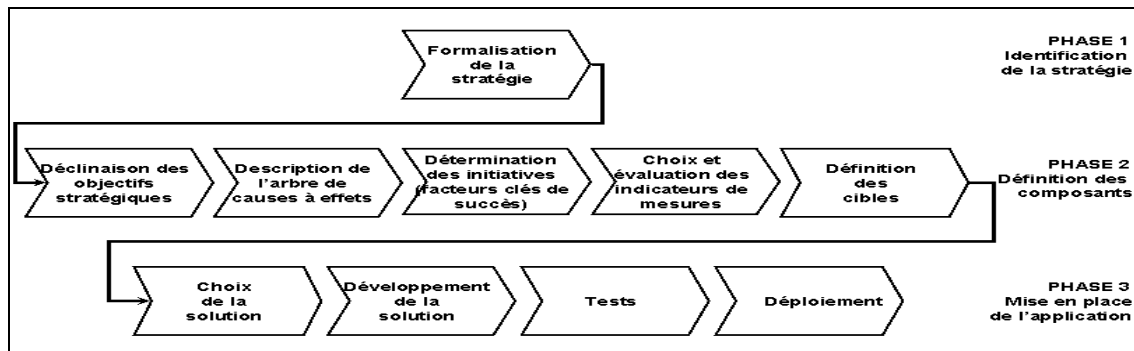 Formalisation
de la
stratégie
PHASE 1
Identification
de la stratégie
Déclinaison des
objectifs
stratégiques
Description de
l'arbre de
causes à effets
Détermination
des initiatives
(facteurs clés de
succès)
Choix et
évaluation des
indicateurs de
mesures
Définition
des
cibles
PHASE 2
Définition des
composants
Choix
de la
solution
Développement
de la
solution
Tests
Déploiement
PHASE 3
Mise en place
de l'application